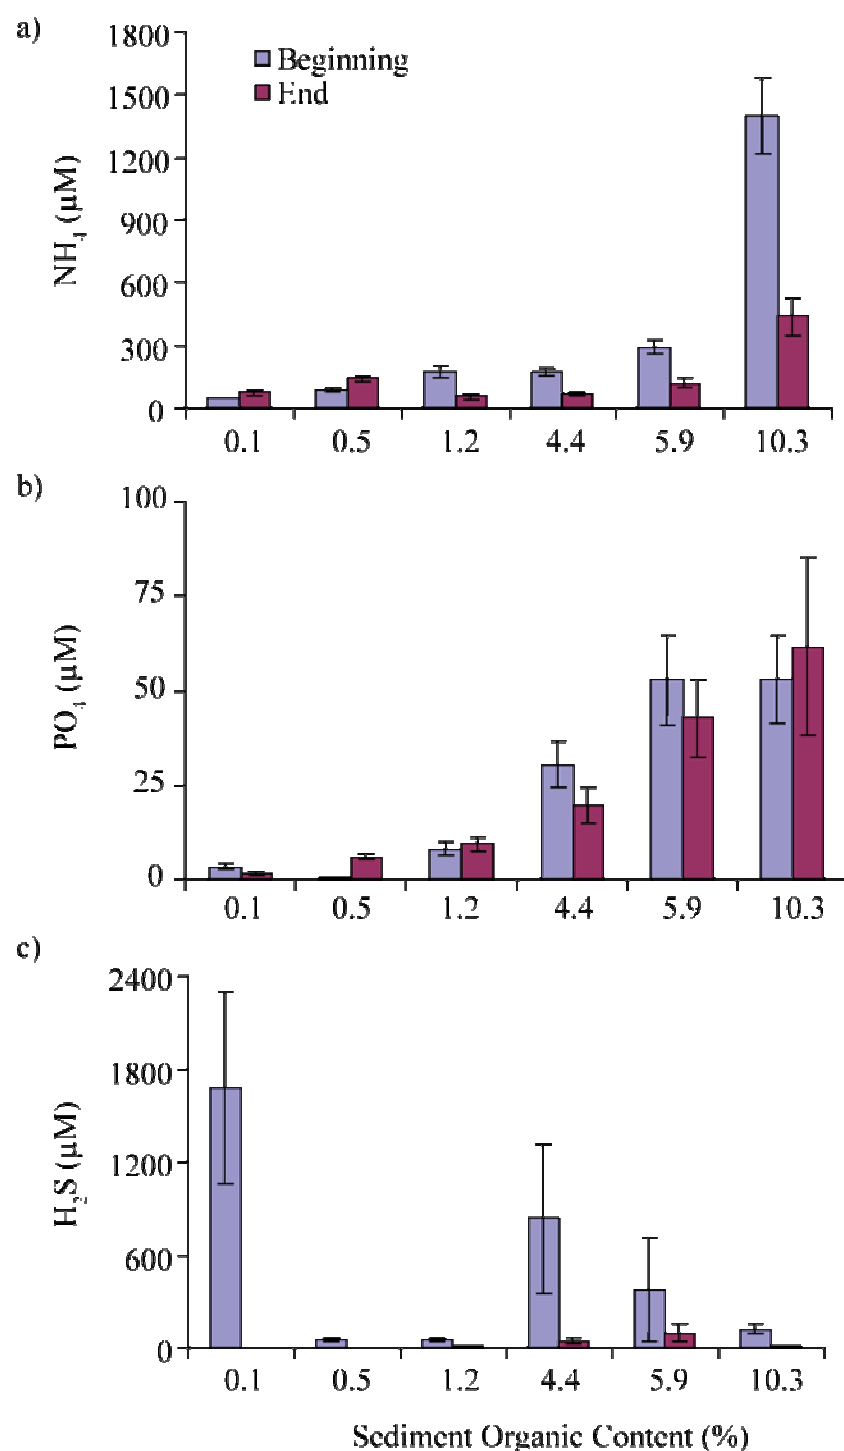 a)
1800
1500
1200
900
600
300
0
NH₄ (µM)
Beginning
End
0.1 0.5 1.2 4.4 5.9 10.3
b)
100
75
50
25
0
PO₄ (µM)
0.1 0.5 1.2 4.4 5.9 10.3
c)
2400
1800
1200
600
0
H₂S (µM)
0.1 0.5 1.2 4.4 5.9 10.3
Sediment Organic Content (%)